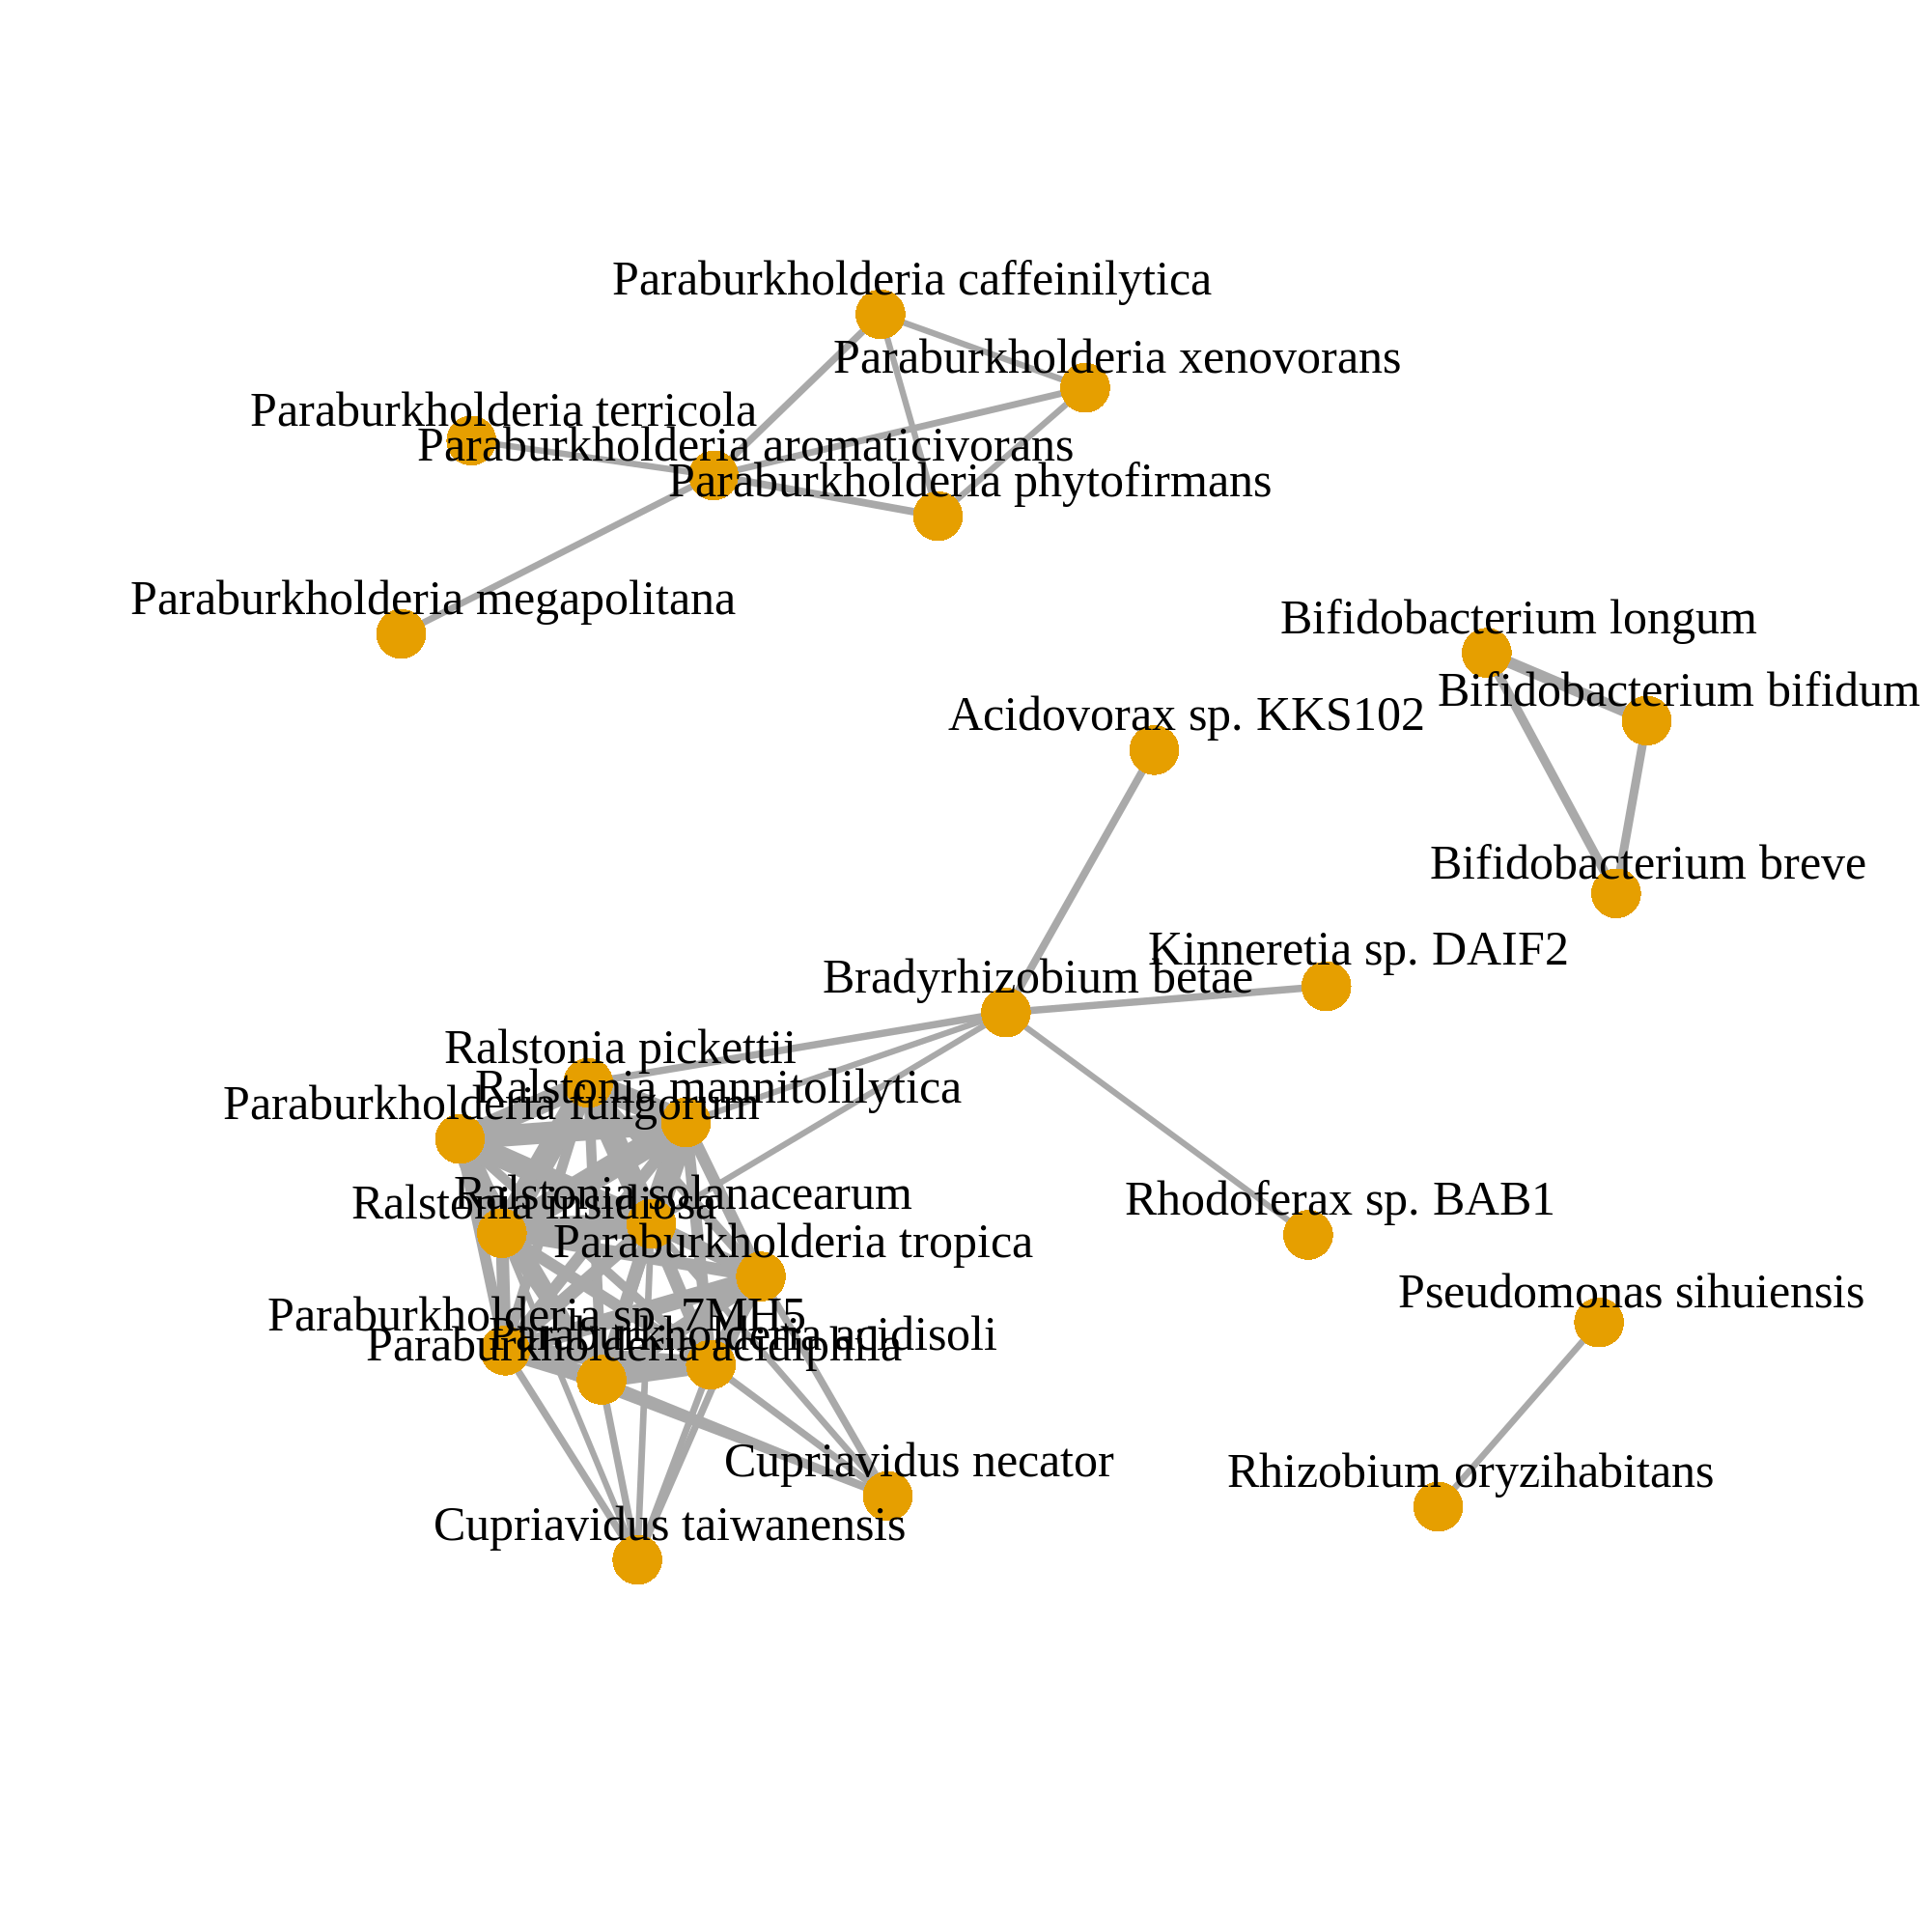 Paraburkholderia caffeinilytica
Paraburkholderia xenovorans
Paraburkholderia terricola
Paraburkholderia aromaticivorans
Paraburkholderia phytofirmans
Paraburkholderia megapolitana
Bifidobacterium longum
Bifidobacterium bifidum
Acidovorax sp. KKS102
Bifidobacterium breve
Kinneretia sp. DAIF2
Bradyrhizobium betae
Ralstonia pickettii
Ralstonia mannitolilytica
Paraburkholderia fungorum
Ralstonia solanacearum
Ralstonia insidiosa
Rhodoferax sp. BAB1
Paraburkholderia tropica
Pseudomonas sihuiensis
Paraburkholderia sp. 7MH5
Paraburkholderia acidisoli
Paraburkholderia acidiphila
Cupriavidus necator
Rhizobium oryzihabitans
Cupriavidus taiwanensis